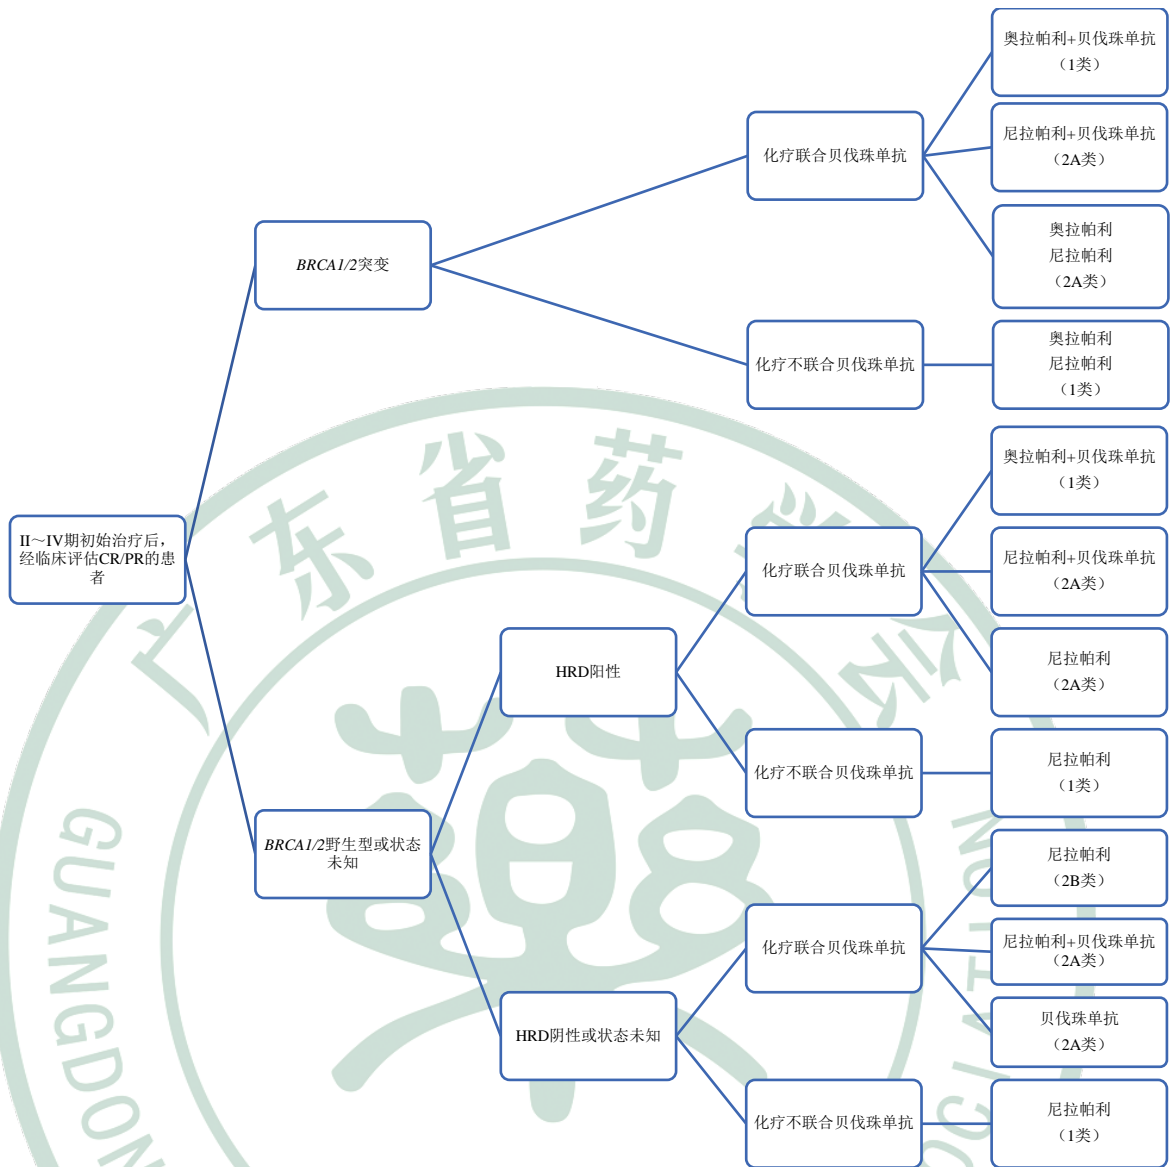 II～IV期初始治疗后，
经临床评估CR/PR的患
者
BRCA1/2突变
化疗联合贝伐珠单抗
奥拉帕利+贝伐珠单抗
（1类）
尼拉帕利+贝伐珠单抗
（2A类）
奥拉帕利
尼拉帕利
（2A类）
化疗不联合贝伐珠单抗
奥拉帕利
尼拉帕利
（1类）
BRCA1/2野生型或状态
未知
HRD阳性
化疗联合贝伐珠单抗
奥拉帕利+贝伐珠单抗
（1类）
尼拉帕利+贝伐珠单抗
（2A类）
尼拉帕利
（2A类）
化疗不联合贝伐珠单抗
尼拉帕利
（1类）
HRD阴性或状态未知
化疗联合贝伐珠单抗
尼拉帕利
（2B类）
尼拉帕利+贝伐珠单抗
（2A类）
贝伐珠单抗
（2A类）
化疗不联合贝伐珠单抗
尼拉帕利
（1类）
广东省药学会
GUANGDON